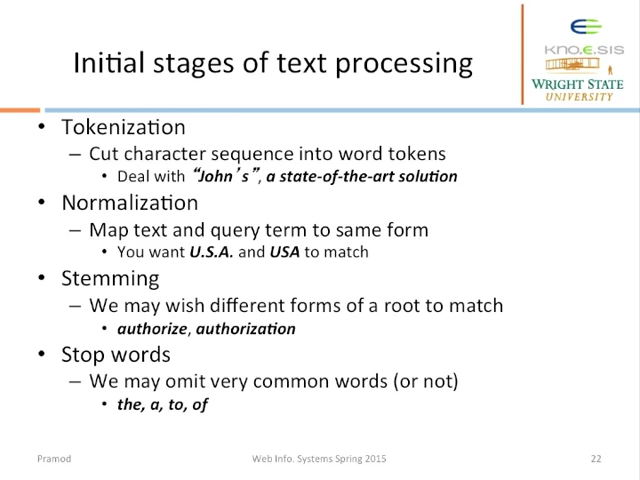 Initial stages of text processing
kno.e.sis
WRIGHT STATE
UNIVERSITY
• Tokenization
– Cut character sequence into word tokens
• Deal with “John’s”, a state-of-the-art solution
• Normalization
– Map text and query term to same form
• You want U.S.A. and USA to match
• Stemming
– We may wish different forms of a root to match
• authorize, authorization
• Stop words
– We may omit very common words (or not)
• the, a, to, of
Pramod
Web Info. Systems Spring 2015
22